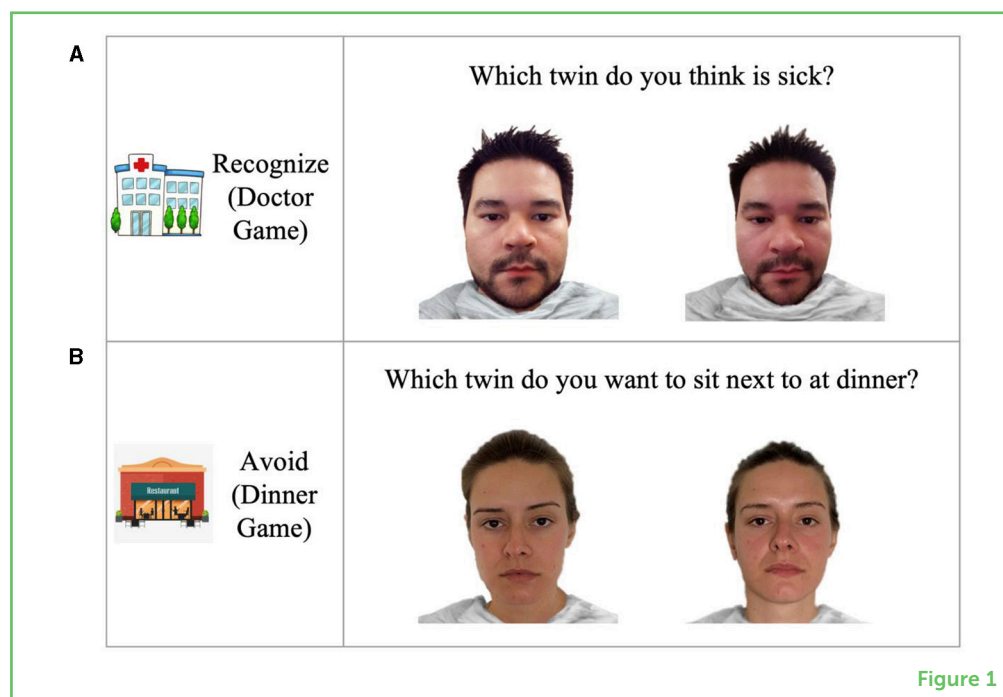 A
Which twin do you think is sick?
Recognize
(Doctor
Game)
B
Which twin do you want to sit next to at dinner?
Restaurant
Avoid
(Dinner
Game)
Figure 1